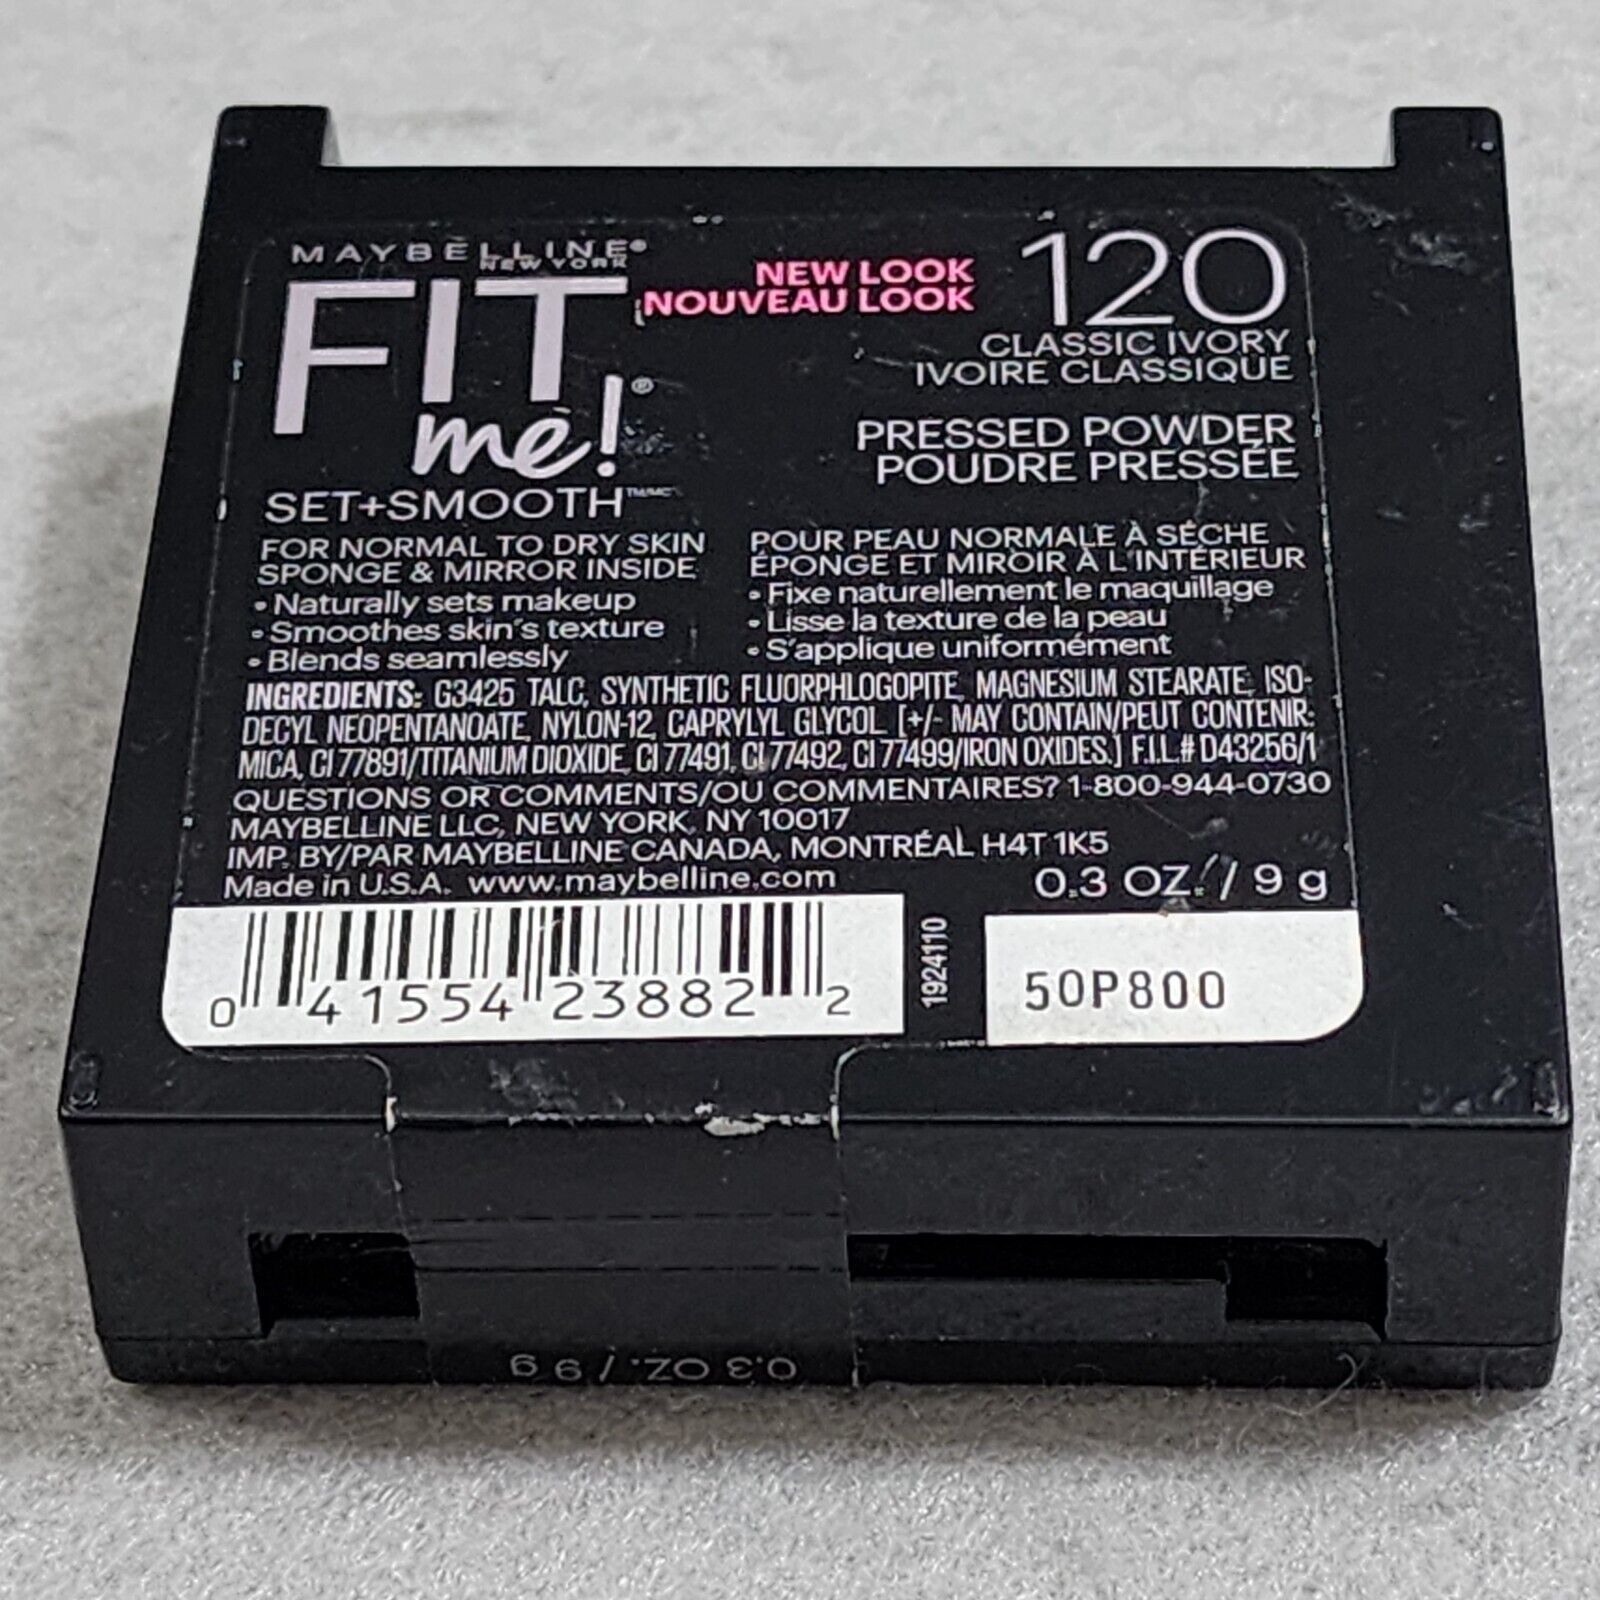 MAYBELLINE®
NEW YORK
FIT
me!®
SET+SMOOTH™/MC
NEW LOOK
NOUVEAU LOOK
120
CLASSIC IVORY
IVOIRE CLASSIQUE
PRESSED POWDER
POUDRE PRESSÉE
FOR NORMAL TO DRY SKIN
SPONGE & MIRROR INSIDE
• Naturally sets makeup
• Smoothes skin's texture
• Blends seamlessly
POUR PEAU NORMALE À SÉCHE
ÉPONGE ET MIROIR À L'INTÉRIEUR
• Fixe naturellement le maquillage
• Lisse la texture de la peau
• S'applique uniformément
INGREDIENTS: G3425 TALC, SYNTHETIC FLUORPHLOGOPITE, MAGNESIUM STEARATE, ISO-
DECYL NEOPENTANOATE, NYLON-12, CAPRYLYL GLYCOL [+/- MAY CONTAIN/PEUT CONTENIR:
MICA, CI 77891/TITANIUM DIOXIDE, CI 77491, CI 77492, CI 77499/IRON OXIDES.] F.I.L.# D43256/1
QUESTIONS OR COMMENTS/OU COMMENTAIRES? 1-800-944-0730
MAYBELLINE LLC, NEW YORK, NY 10017
IMP. BY/PAR MAYBELLINE CANADA, MONTRÉAL H4T 1K5
Made in U.S.A. www.maybelline.com
0.3 OZ. / 9 g
0 41554 23882 2
1924110
50P800
0.3 OZ. / 9 g